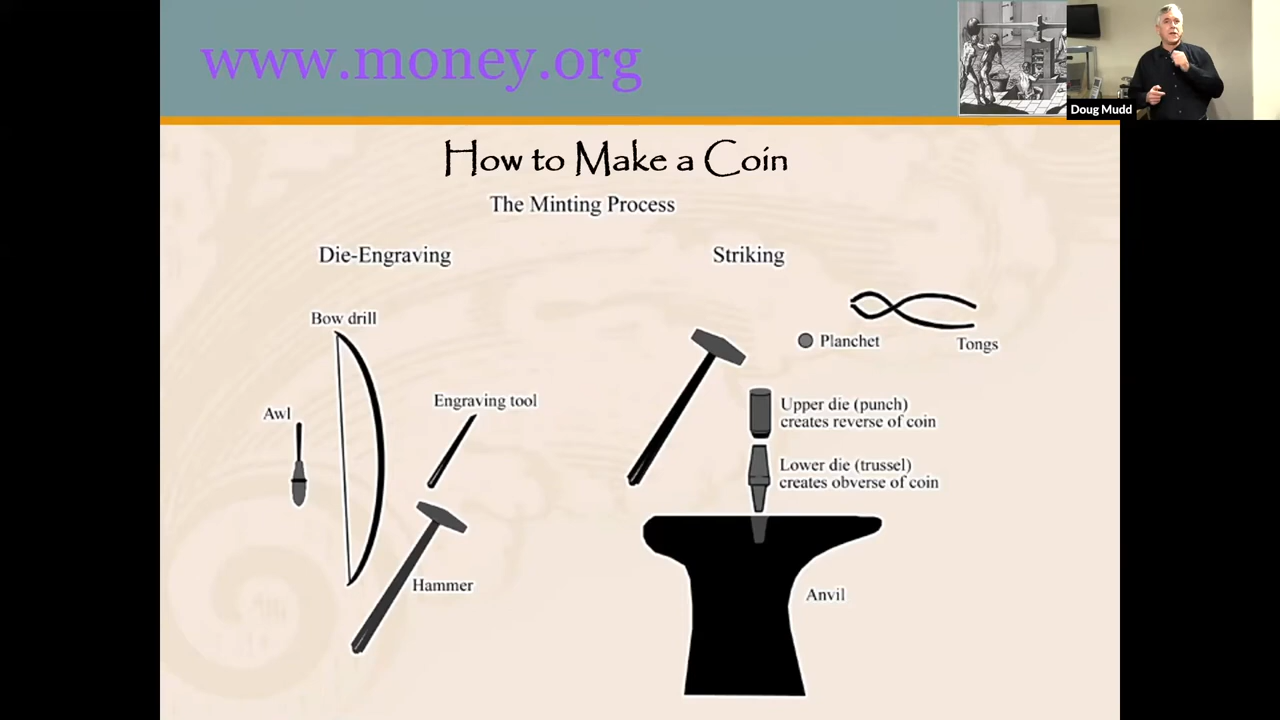 www.money.org
Doug Mudd
How to Make a Coin
The Minting Process
Die-Engraving
Striking
Bow drill
Awl
Engraving tool
Hammer
Planchet
Tongs
Upper die (punch)
creates reverse of coin
Lower die (trussel)
creates obverse of coin
Anvil